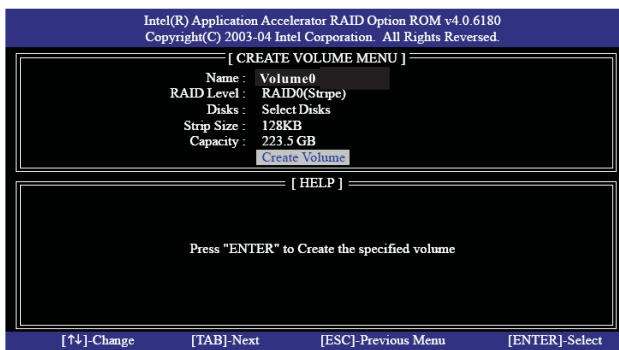 Intel(R) Application Accelerator RAID Option ROM v4.0.6180
Copyright(C) 2003-04 Intel Corporation. All Rights Reversed.
[ CREATE VOLUME MENU ]
Name : Volume0
RAID Level : RAID0(Stripe)
Disks : Select Disks
Strip Size : 128KB
Capacity : 223.5 GB
Create Volume
[ HELP ]
Press "ENTER" to Create the specified volume
[↑↓]-Change [TAB]-Next [ESC]-Previous Menu [ENTER]-Select